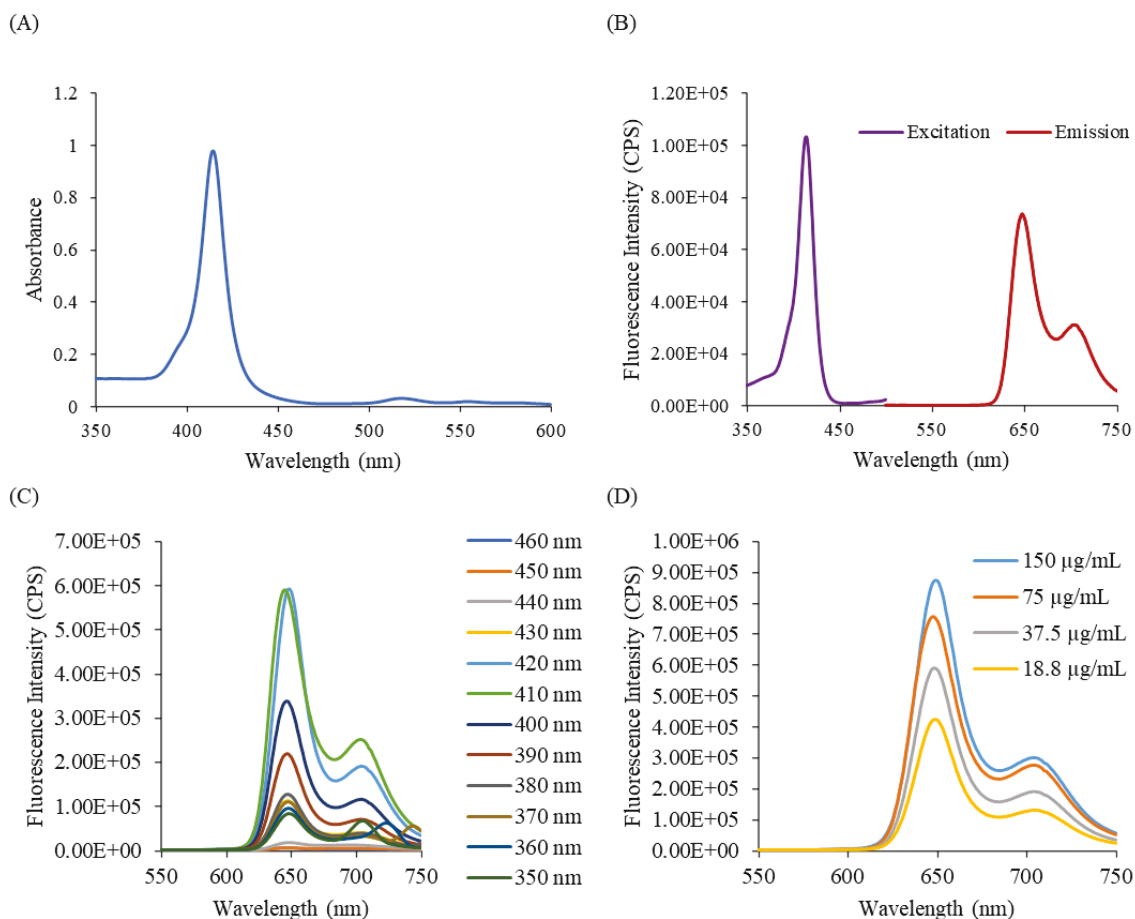 (A)
1.2
1
0.8
0.6
0.4
0.2
0
Absorbance
350 400 450 500 550 600
Wavelength (nm)
(B)
1.20E+05
1.00E+05
8.00E+04
6.00E+04
4.00E+04
2.00E+04
0.00E+00
Fluorescence Intensity (CPS)
Excitation Emission
350 450 550 650 750
Wavelength (nm)
(C)
7.00E+05
6.00E+05
5.00E+05
4.00E+05
3.00E+05
2.00E+05
1.00E+05
0.00E+00
Fluorescence Intensity (CPS)
550 600 650 700 750
Wavelength (nm)
460 nm
450 nm
440 nm
430 nm
420 nm
410 nm
400 nm
390 nm
380 nm
370 nm
360 nm
350 nm
(D)
1.00E+06
9.00E+05
8.00E+05
7.00E+05
6.00E+05
5.00E+05
4.00E+05
3.00E+05
2.00E+05
1.00E+05
0.00E+00
Fluorescence Intensity (CPS)
150 µg/mL
75 µg/mL
37.5 µg/mL
18.8 µg/mL
550 600 650 700 750
Wavelength (nm)